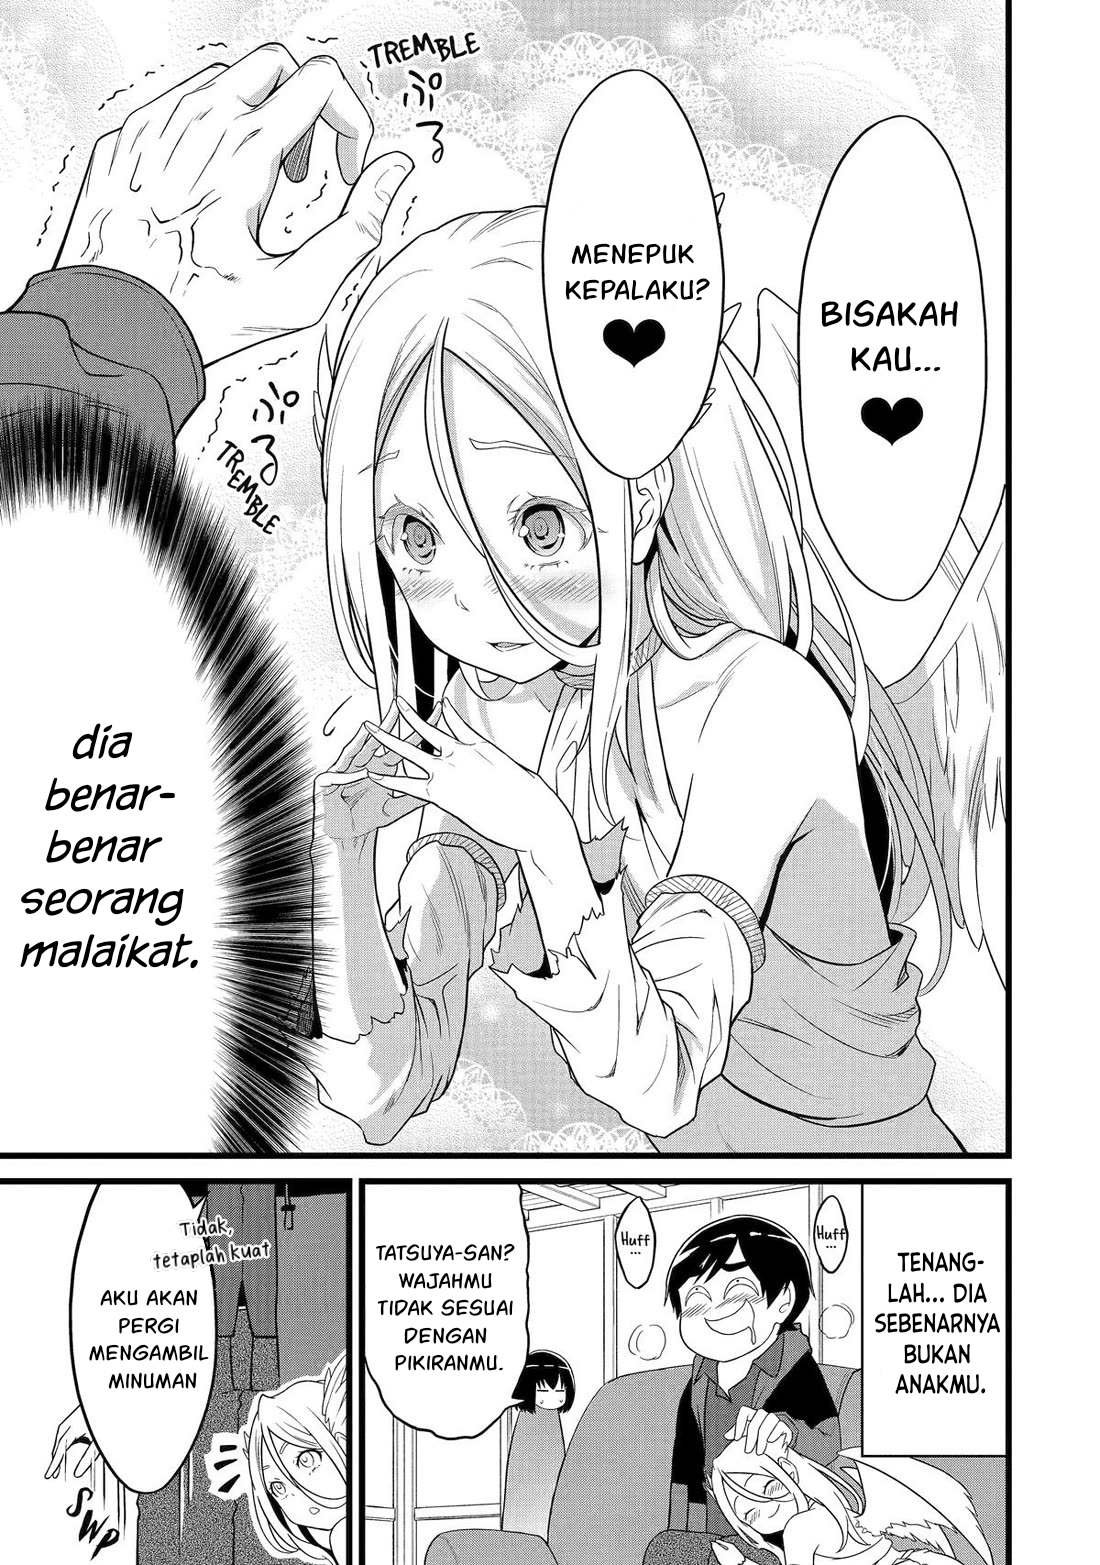 BISAKAH
KAU...
MENEPUK
KEPALAKU?
TREMBLE
ぷる
ぷる
TREMBLE
dia
benar-
benar
seorang
malaikat.
TENANG-
LAH... DIA
SEBENARNYA
BUKAN
ANAKMU.
Huff
...
Huff
...
TATSUYA-SAN?
WAJAHMU
TIDAK SESUAI
DENGAN
PIKIRANMU.
Tidak,
tetaplah kuat
AKU AKAN
PERGI
MENGAMBIL
MINUMAN
SWP